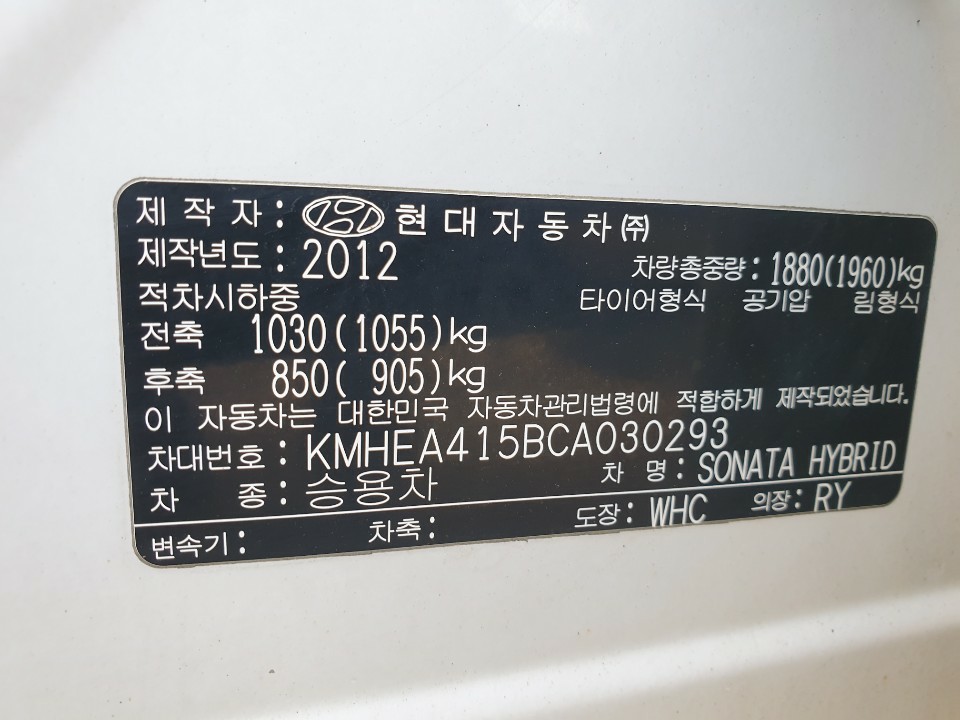 제 작 자 : 현대자동차㈜
제작년도 : 2012 차량총중량 : 1880(1960)kg
적차시하중 타이어형식 공기압 림형식
전축 1030(1055)kg
후축 850( 905)kg
이 자동차는 대한민국 자동차관리법령에 적합하게 제작되었습니다.
차대번호 : KMHEA415BCA030293
차 종 : 승용차 차 명 : SONATA HYBRID
변속기 : 차축 : 도장 : WHC 의장 : RY